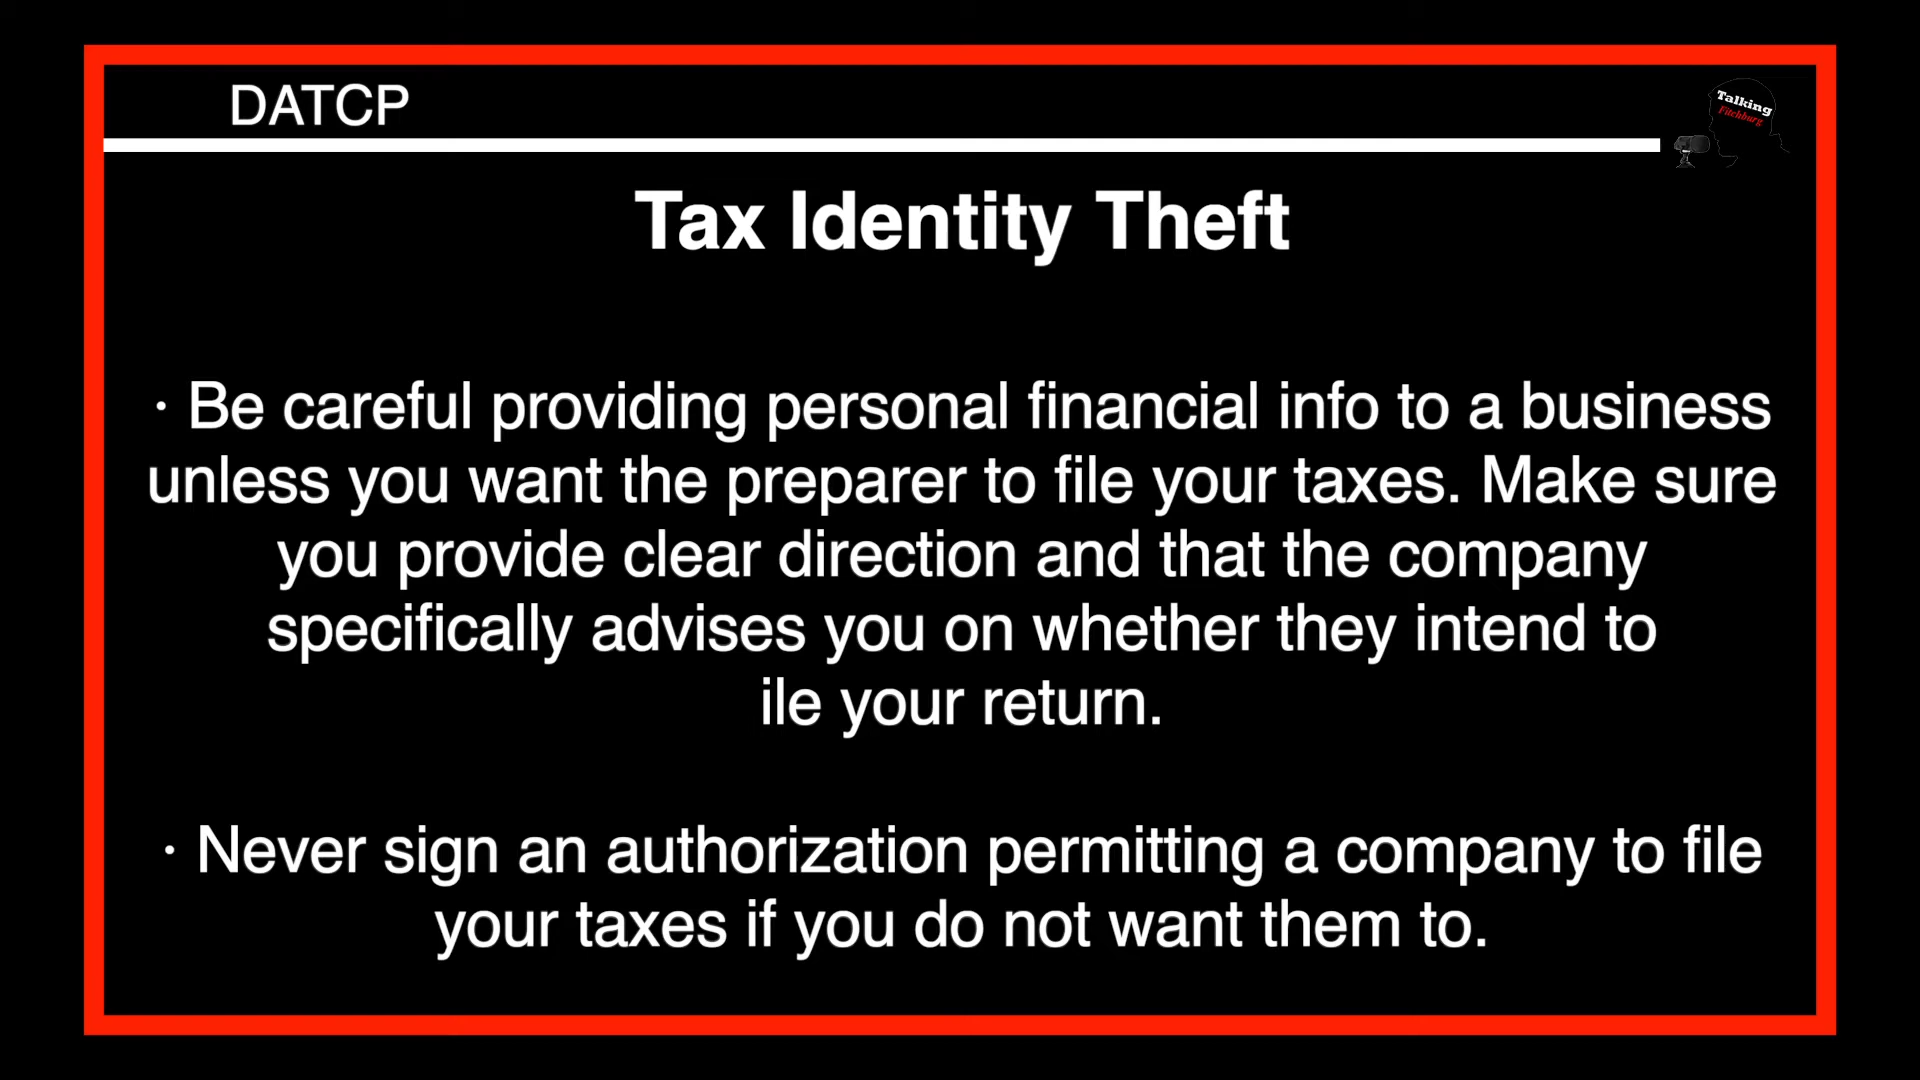 DATCP
Talking
Fitchburg
Tax Identity Theft
· Be careful providing personal financial info to a business
unless you want the preparer to file your taxes. Make sure
you provide clear direction and that the company
specifically advises you on whether they intend to
ile your return.
· Never sign an authorization permitting a company to file
your taxes if you do not want them to.